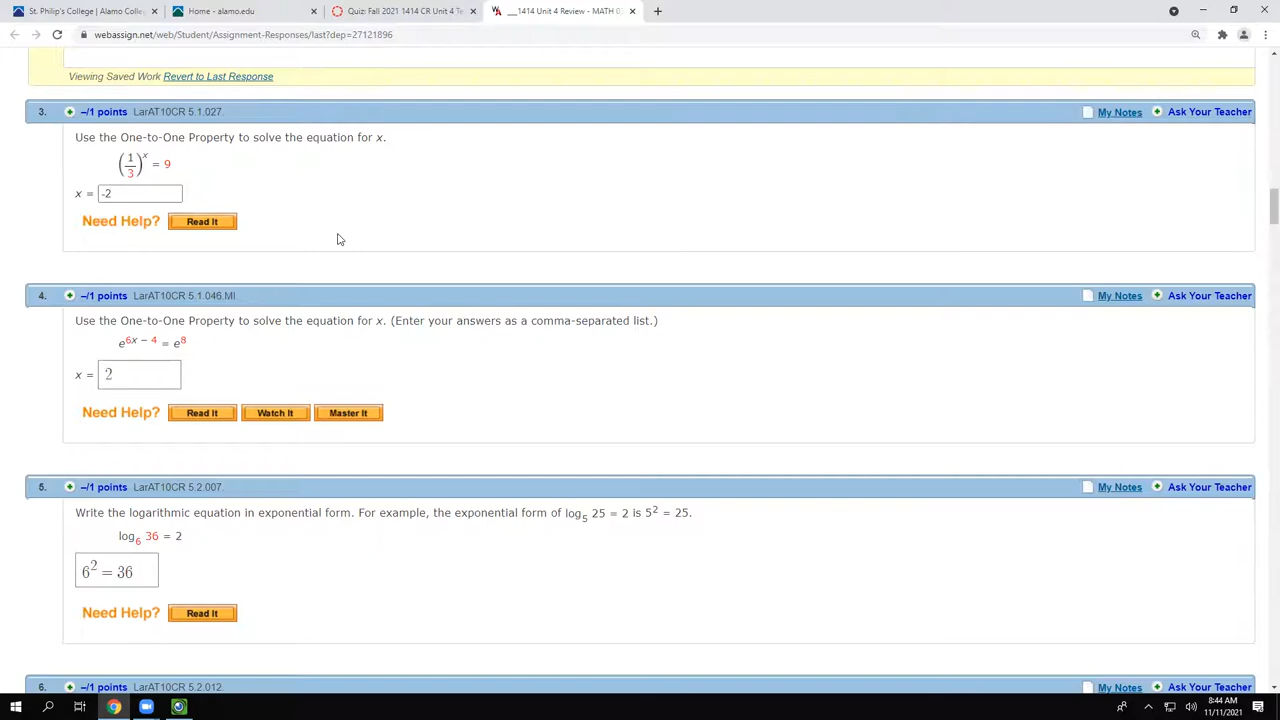 St. Philip's College | Alamo Colle
Home - alamo.edu
Quiz: Fall 2021 1414 CR Unit 4 Te
__1414 Unit 4 Review - MATH 0
webassign.net/web/Student/Assignment-Responses/last?dep=27121896
Viewing Saved Work Revert to Last Response
3. –/1 points LarAT10CR 5.1.027. My Notes Ask Your Teacher
Use the One-to-One Property to solve the equation for x.
(1/3)^x = 9
x = -2
Need Help? Read It
4. –/1 points LarAT10CR 5.1.046.MI. My Notes Ask Your Teacher
Use the One-to-One Property to solve the equation for x. (Enter your answers as a comma-separated list.)
e^(6x − 4) = e^8
x = 2
Need Help? Read It Watch It Master It
5. –/1 points LarAT10CR 5.2.007. My Notes Ask Your Teacher
Write the logarithmic equation in exponential form. For example, the exponential form of log_5 25 = 2 is 5^2 = 25.
log_6 36 = 2
6^2 = 36
Need Help? Read It
6. –/1 points LarAT10CR 5.2.012. My Notes Ask Your Teacher
8:44 AM
11/11/2021